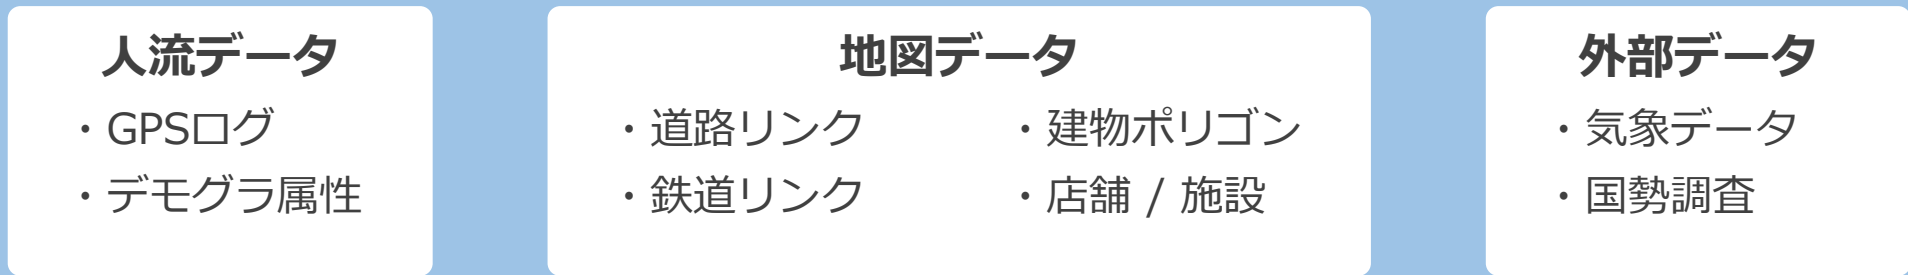 人流データ
・GPSログ
・デモグラ属性
地図データ
・道路リンク
・鉄道リンク
・建物ポリゴン
・店舗 / 施設
外部データ
・気象データ
・国勢調査